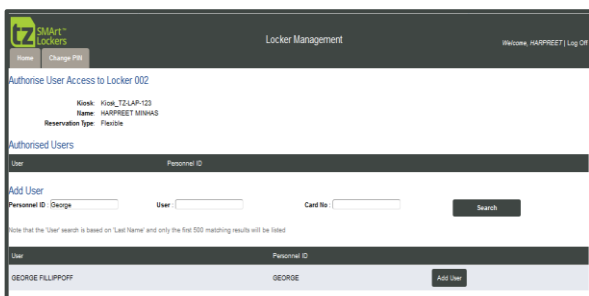 tz SMArt™ Lockers
Locker Management
Welcome, HARPREET | Log Off
Home Change PIN
Authorise User Access to Locker 002
Kiosk: Kiosk_TZ-LAP-123
Name: HARPREET MINHAS
Reservation Type: Flexible
Authorised Users
User Personnel ID
Add User
Personnel ID : George User : Card No : Search
Note that the 'User' search is based on 'Last Name' and only the first 500 matching results will be listed
User Personnel ID
GEORGE FILLIPPOFF GEORGE Add User